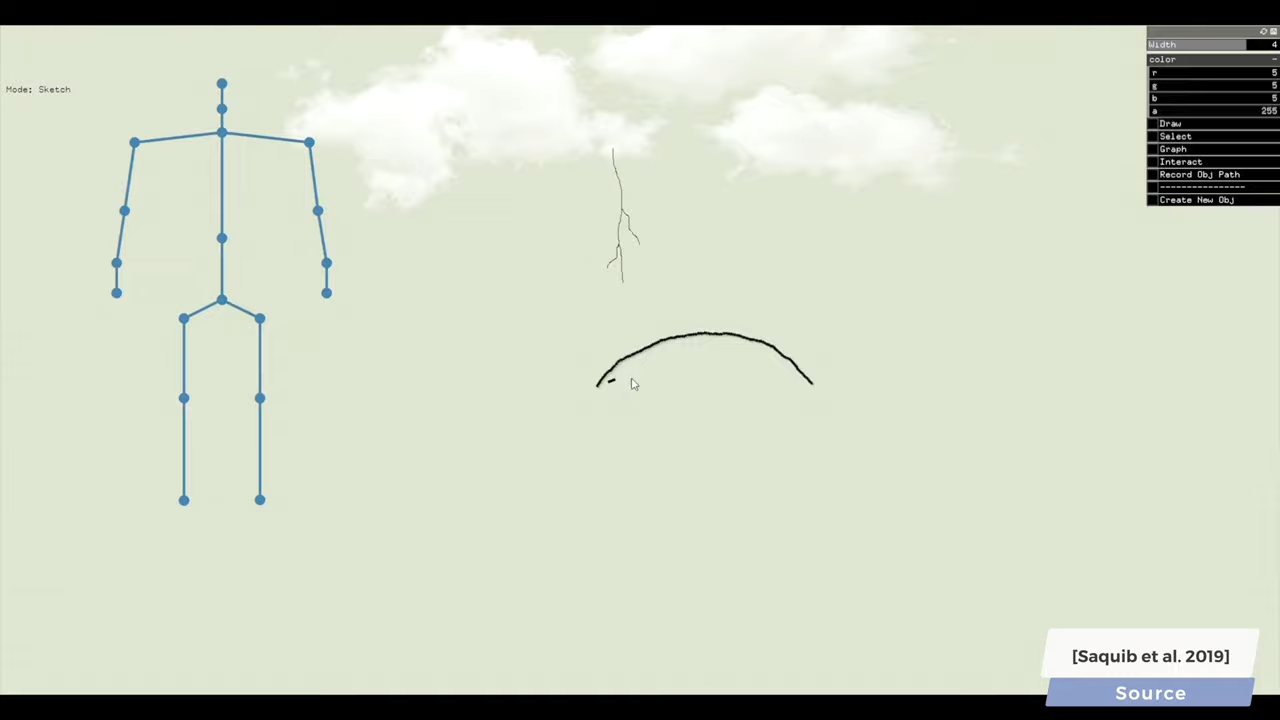 Mode: Sketch
Width 4
color -
r 5
g 5
b 5
a 255
Draw
Select
Graph
Interact
Record Obj Path
----------------
Create New Obj
[Saquib et al. 2019]
Source